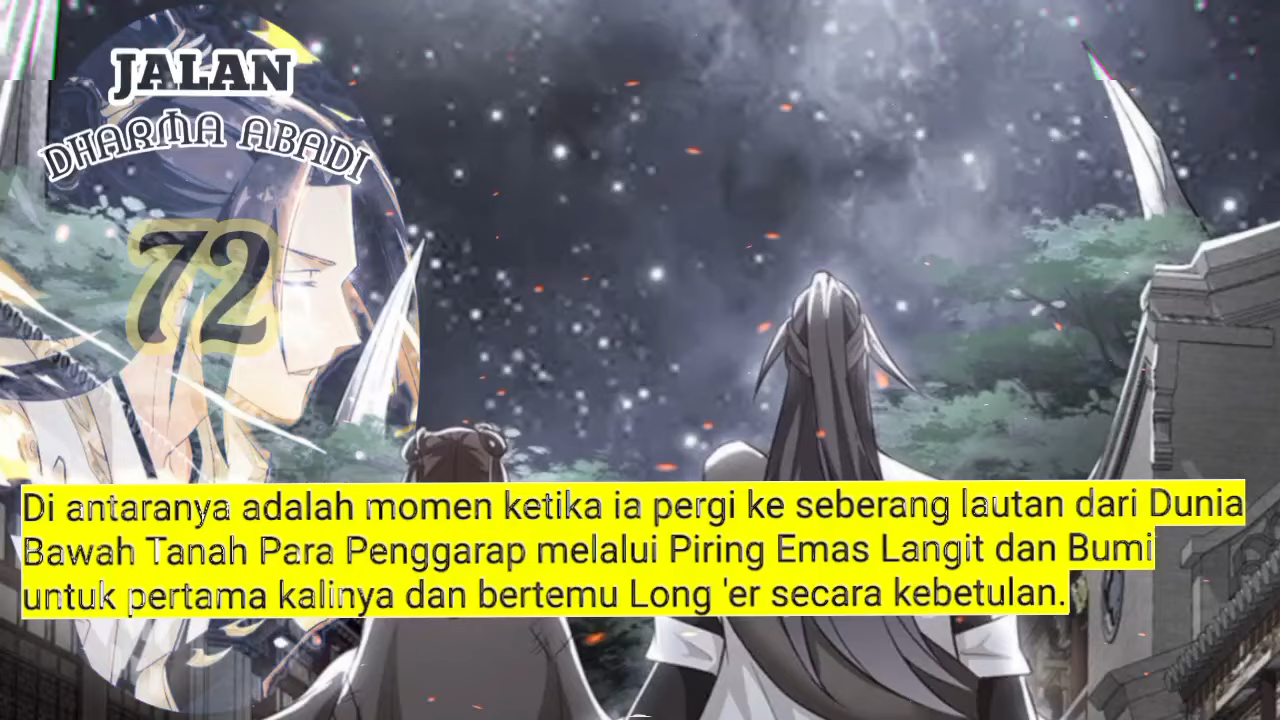 JALAN
DHARMA ABADI
72
Di antaranya adalah momen ketika ia pergi ke seberang lautan dari Dunia
Bawah Tanah Para Penggarap melalui Piring Emas Langit dan Bumi
untuk pertama kalinya dan bertemu Long 'er secara kebetulan.